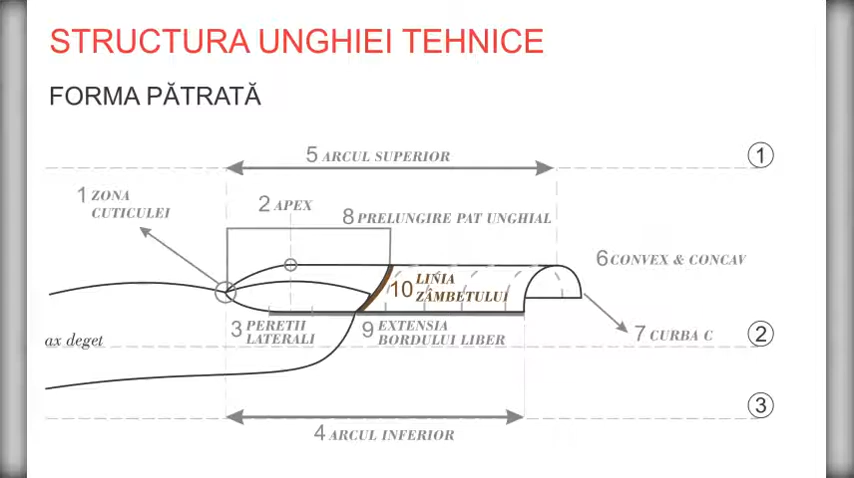 STRUCTURA UNGHIEI TEHNICE
FORMA PĂTRATĂ
5 ARCUL SUPERIOR
1
1 ZONA
CUTICULEI
2 APEX
8 PRELUNGIRE PAT UNGHIAL
6 CONVEX & CONCAV
10 LINIA
ZÂMBETULUI
3 PERETII
LATERALI
9 EXTENSIA
BORDULUI LIBER
7 CURBA C
2
ax deget
3
4 ARCUL INFERIOR